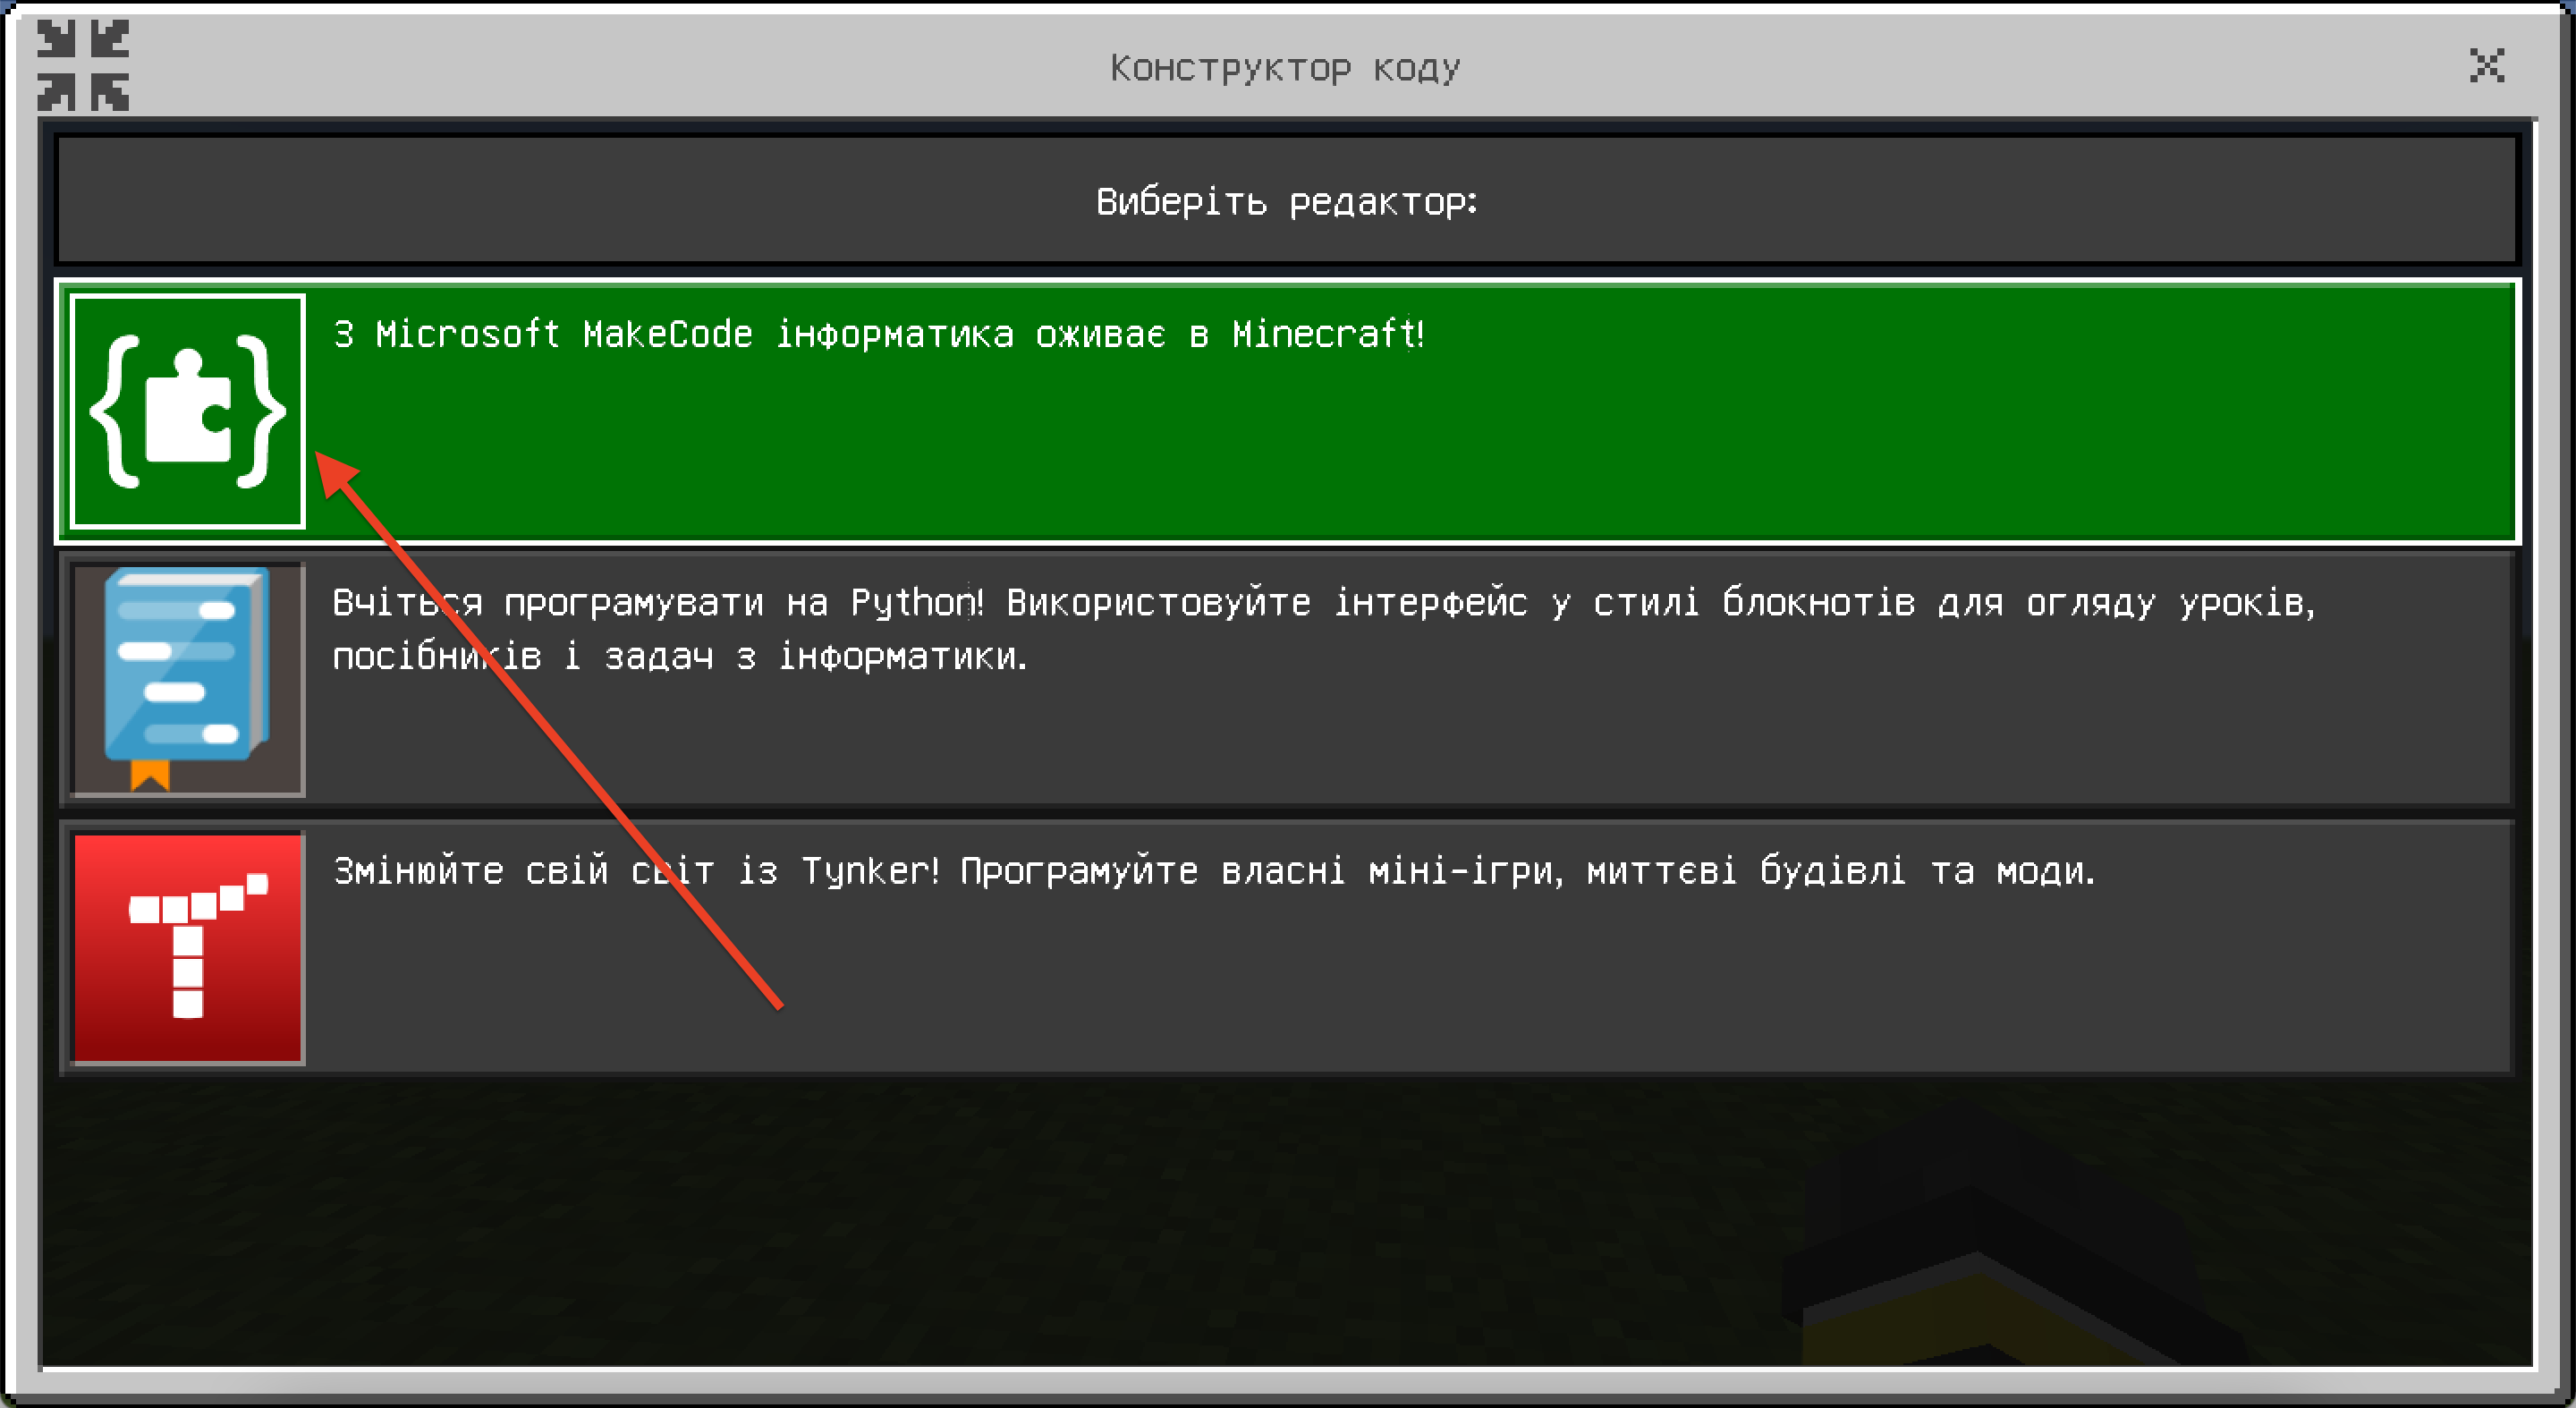 Конструктор коду
Виберіть редактор:
З Microsoft MakeCode інформатика оживає в Minecraft!
Вчіться програмувати на Python! Використовуйте інтерфейс у стилі блокнотів для огляду уроків,
посібників і задач з інформатики.
Змінюйте свій світ із Tynker! Програмуйте власні міні-ігри, миттєві будівлі та моди.